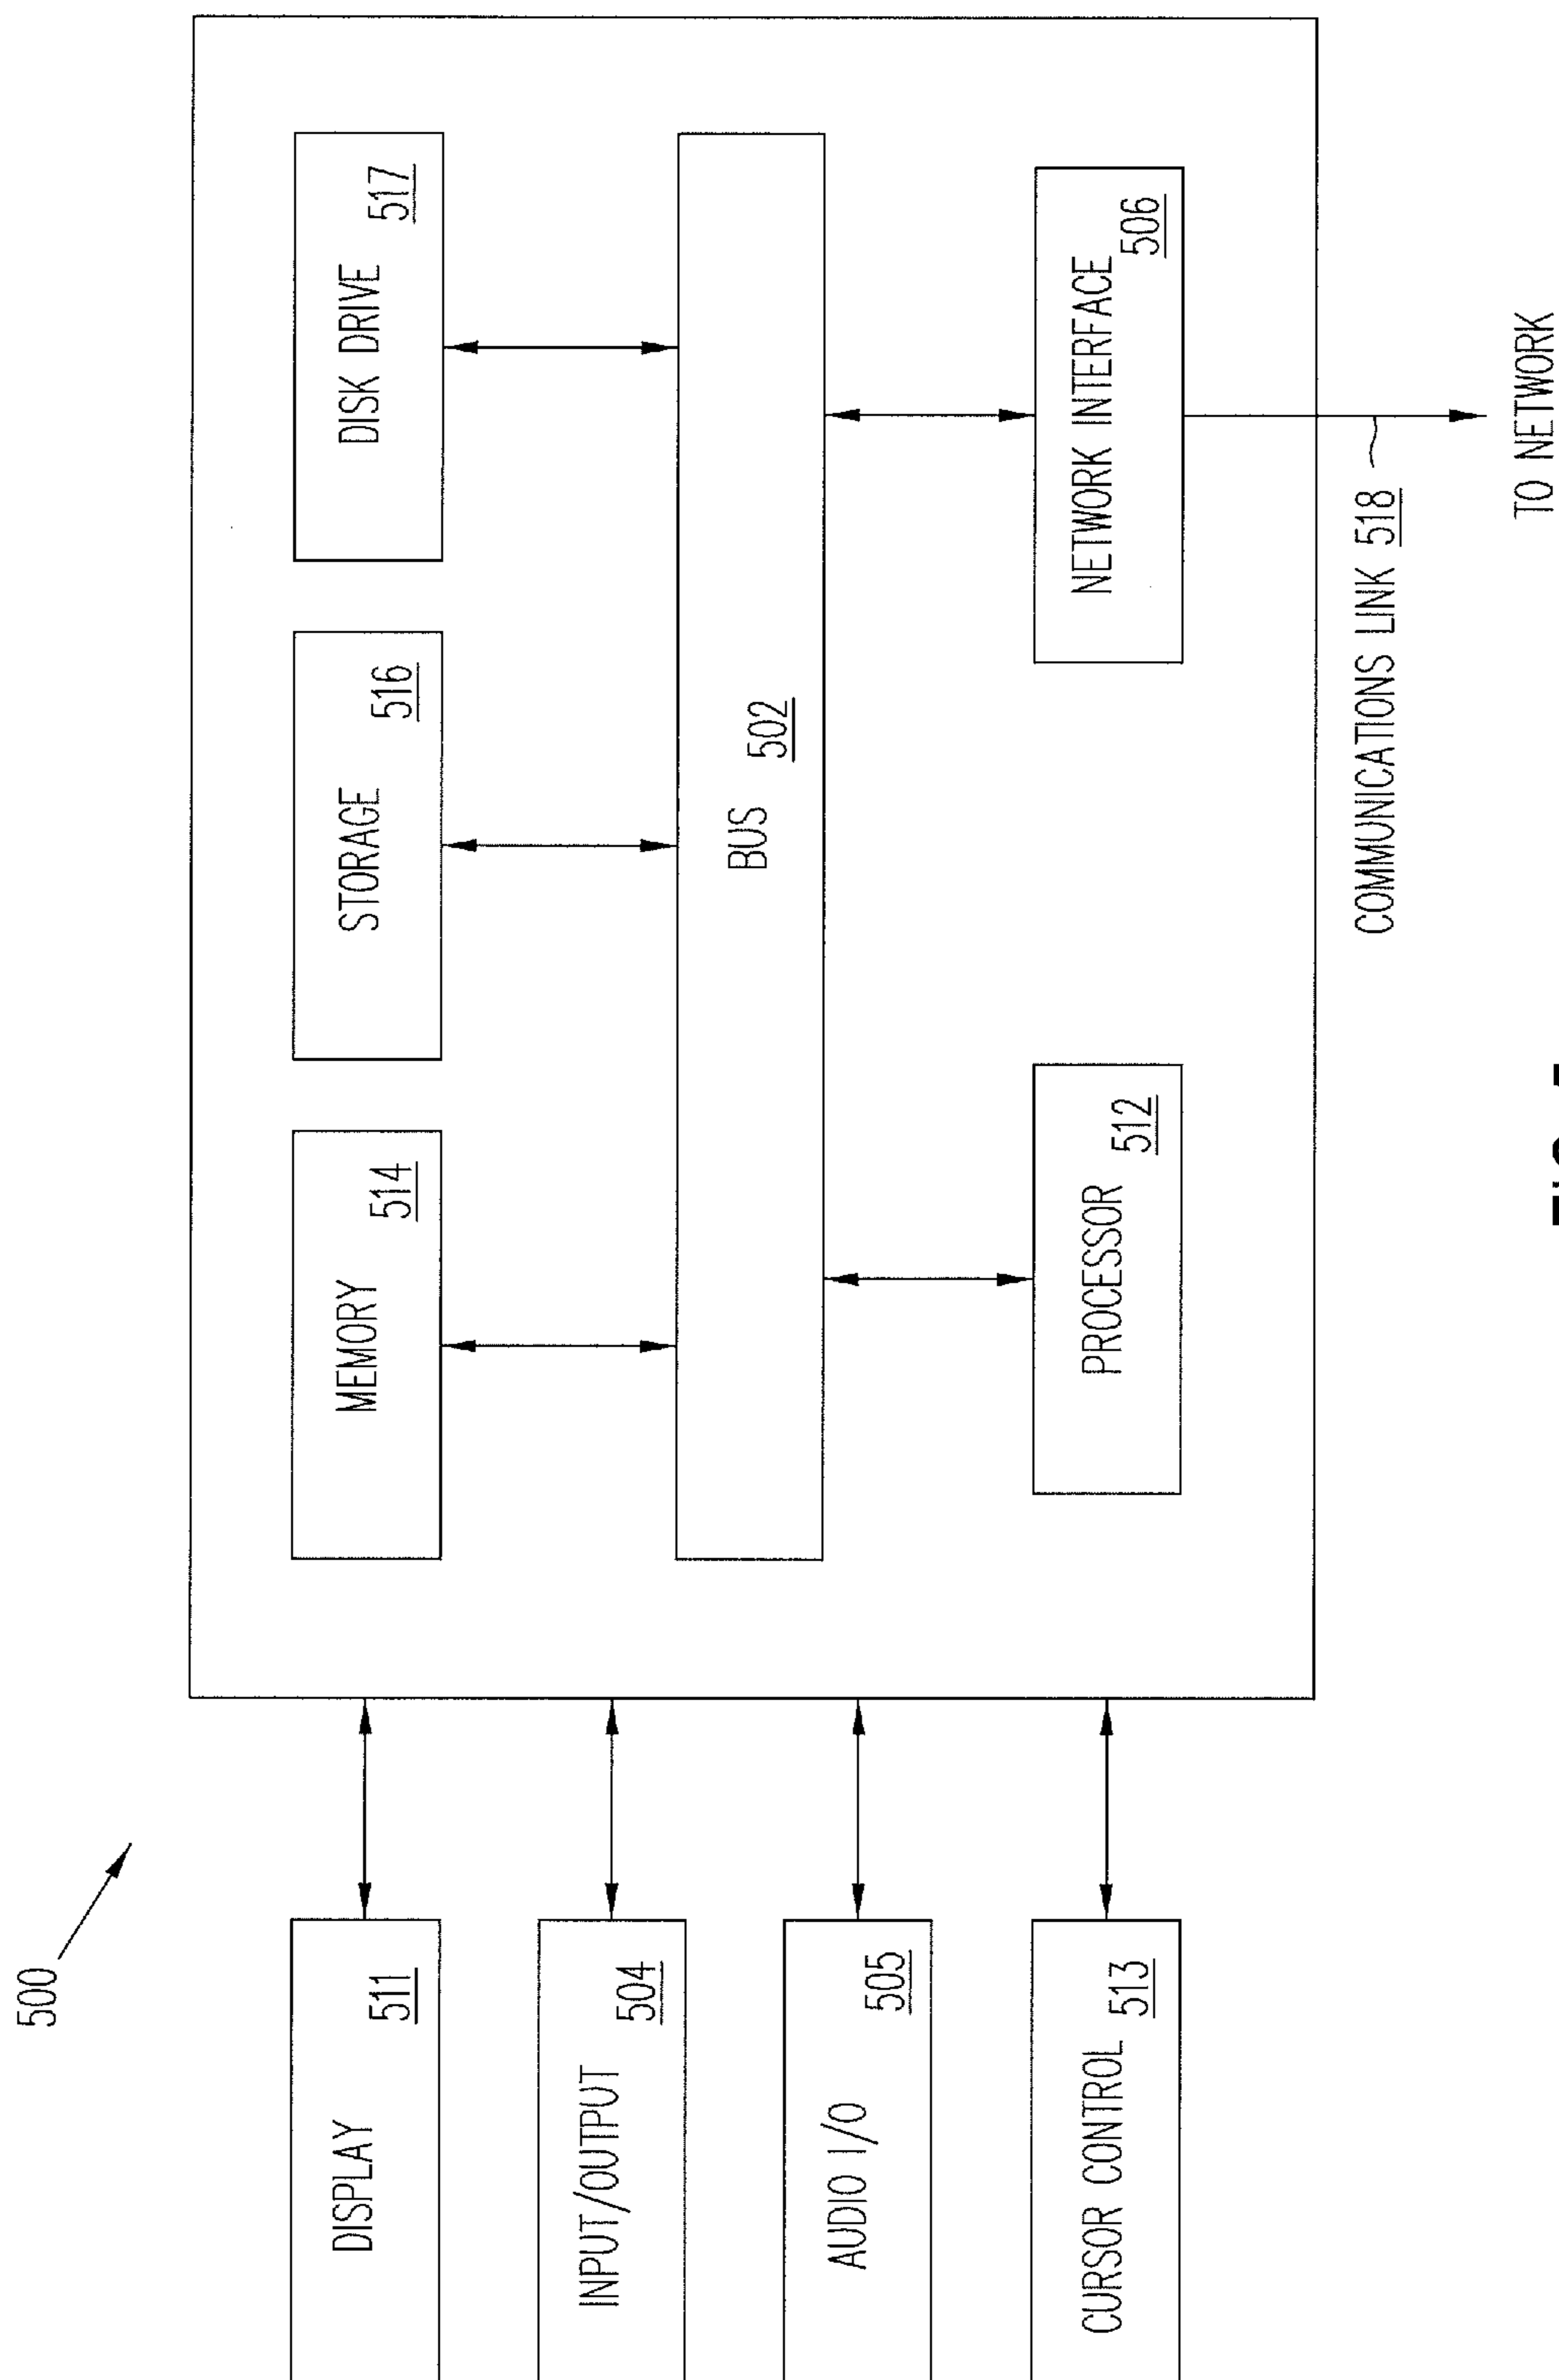 500
DISPLAY
511
INPUT/OUTPUT
504
AUDIO I/O
505
CURSOR CONTROL
513
MEMORY
514
STORAGE
516
DISK DRIVE
517
BUS
502
PROCESSOR
512
NETWORK INTERFACE
506
COMMUNICATIONS LINK 518
TO NETWORK